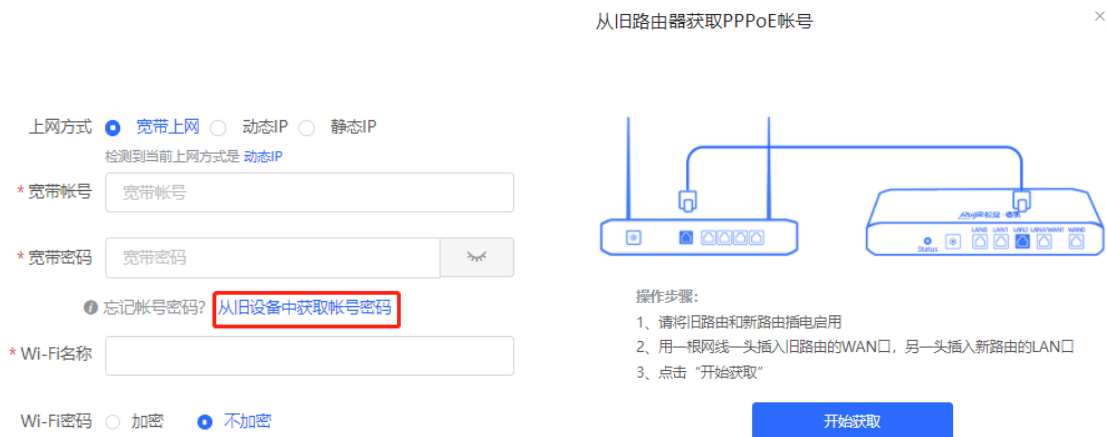 从旧路由器获取PPPoE帐号
上网方式 宽带上网 动态IP 静态IP
检测到当前上网方式是 动态IP
* 宽带帐号 宽带帐号
* 宽带密码 宽带密码
忘记帐号密码? 从旧设备中获取帐号密码
* Wi-Fi名称
Wi-Fi密码 加密 不加密
LAN0 LAN1 LAN2 LAN3/WAN1 WAN0
Status
操作步骤:
1、请将旧路由和新路由插电启用
2、用一根网线一头插入旧路由的WAN口，另一头插入新路由的LAN口
3、点击“开始获取”
开始获取